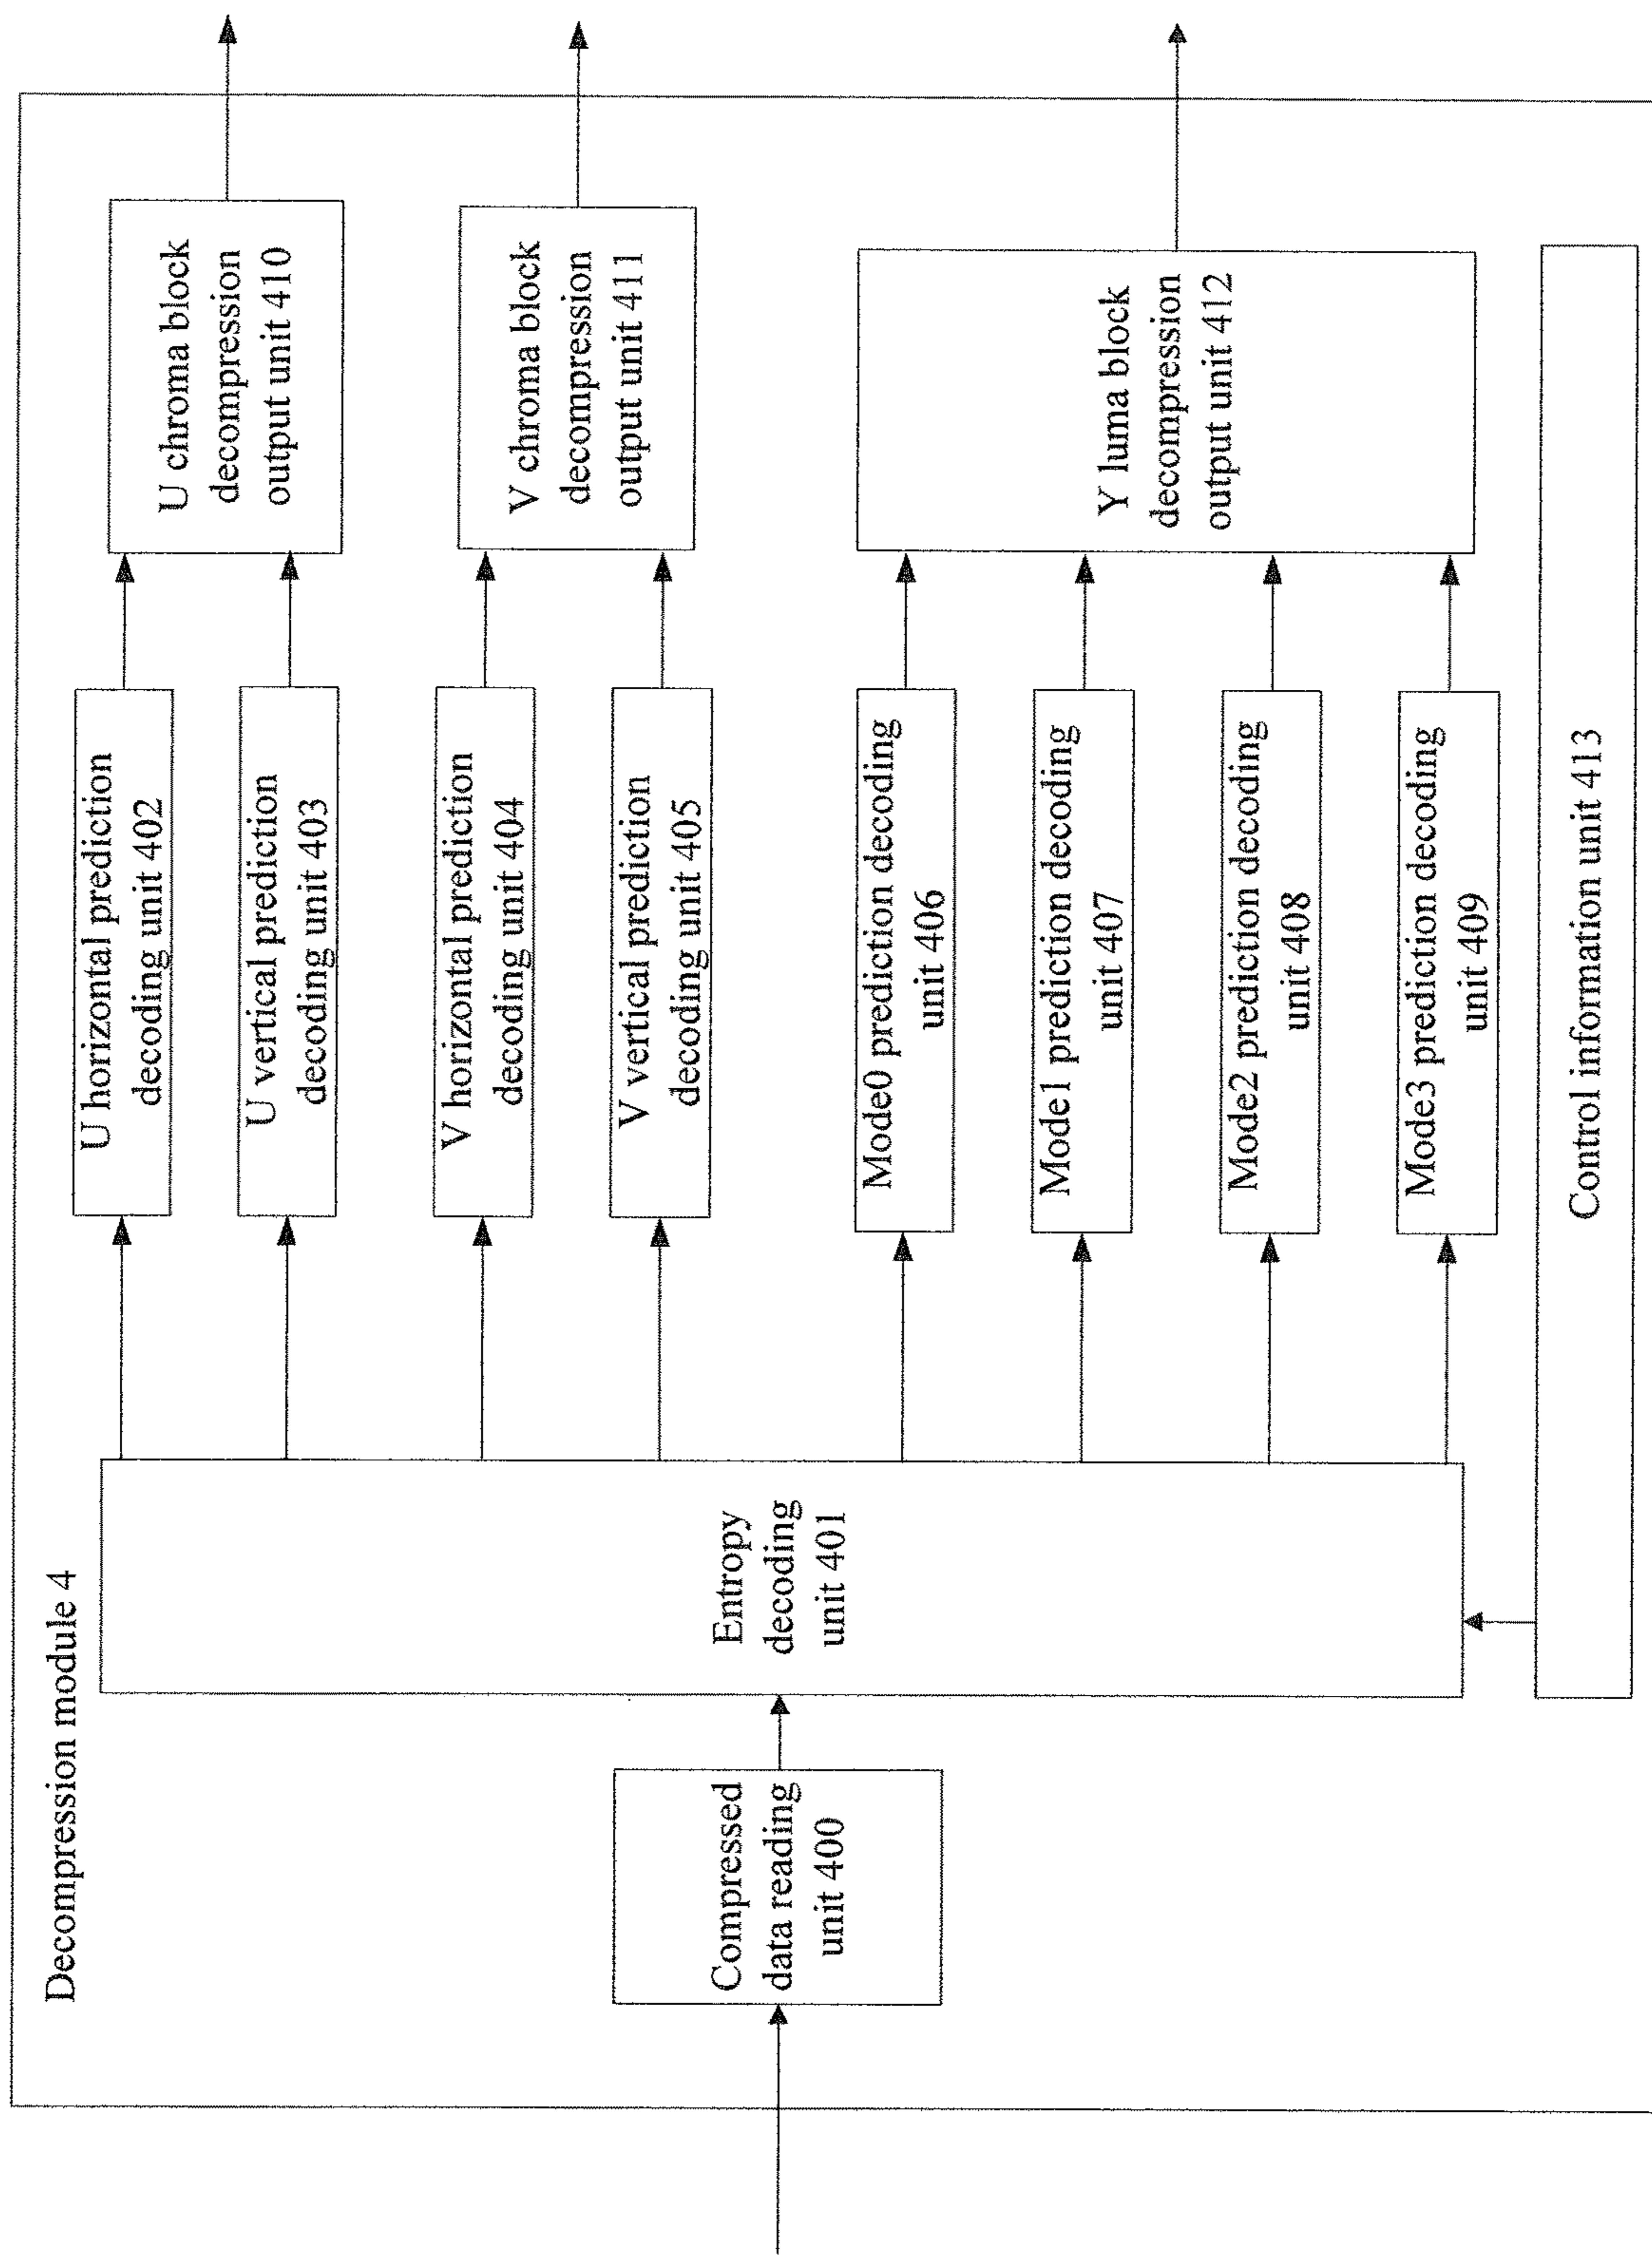 Decompression module 4
Compressed
data reading
unit 400
Entropy
decoding
unit 401
U horizontal prediction
decoding unit 402
U vertical prediction
decoding unit 403
V horizontal prediction
decoding unit 404
V vertical prediction
decoding unit 405
Mode0 prediction decoding
unit 406
Mode1 prediction decoding
unit 407
Mode2 prediction decoding
unit 408
Mode3 prediction decoding
unit 409
U chroma block
decompression
output unit 410
V chroma block
decompression
output unit 411
Y luma block
decompression
output unit 412
Control information unit 413